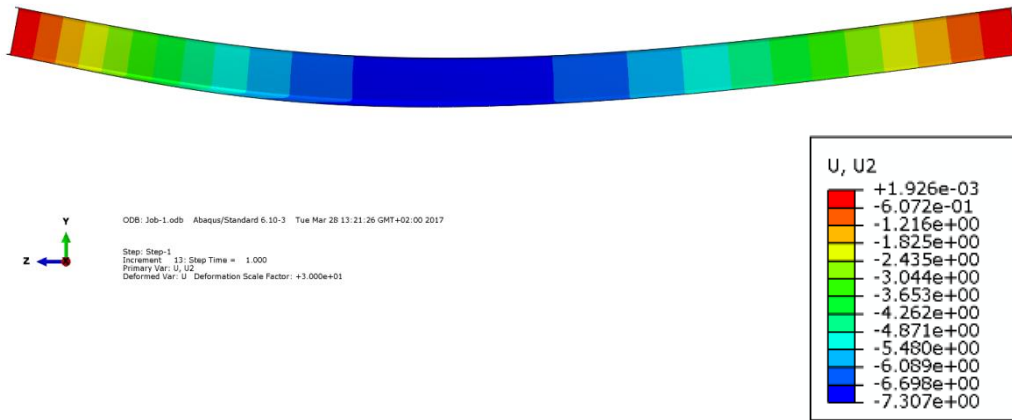 U, U2
+1.926e-03
-6.072e-01
-1.216e+00
-1.825e+00
-2.435e+00
-3.044e+00
-3.653e+00
-4.262e+00
-4.871e+00
-5.480e+00
-6.089e+00
-6.698e+00
-7.307e+00
Y
Z
ODB: Job-1.odb Abaqus/Standard 6.10-3 Tue Mar 28 13:21:26 GMT+02:00 2017
Step: Step-1
Increment 13: Step Time = 1.000
Primary Var: U, U2
Deformed Var: U Deformation Scale Factor: +3.000e+01